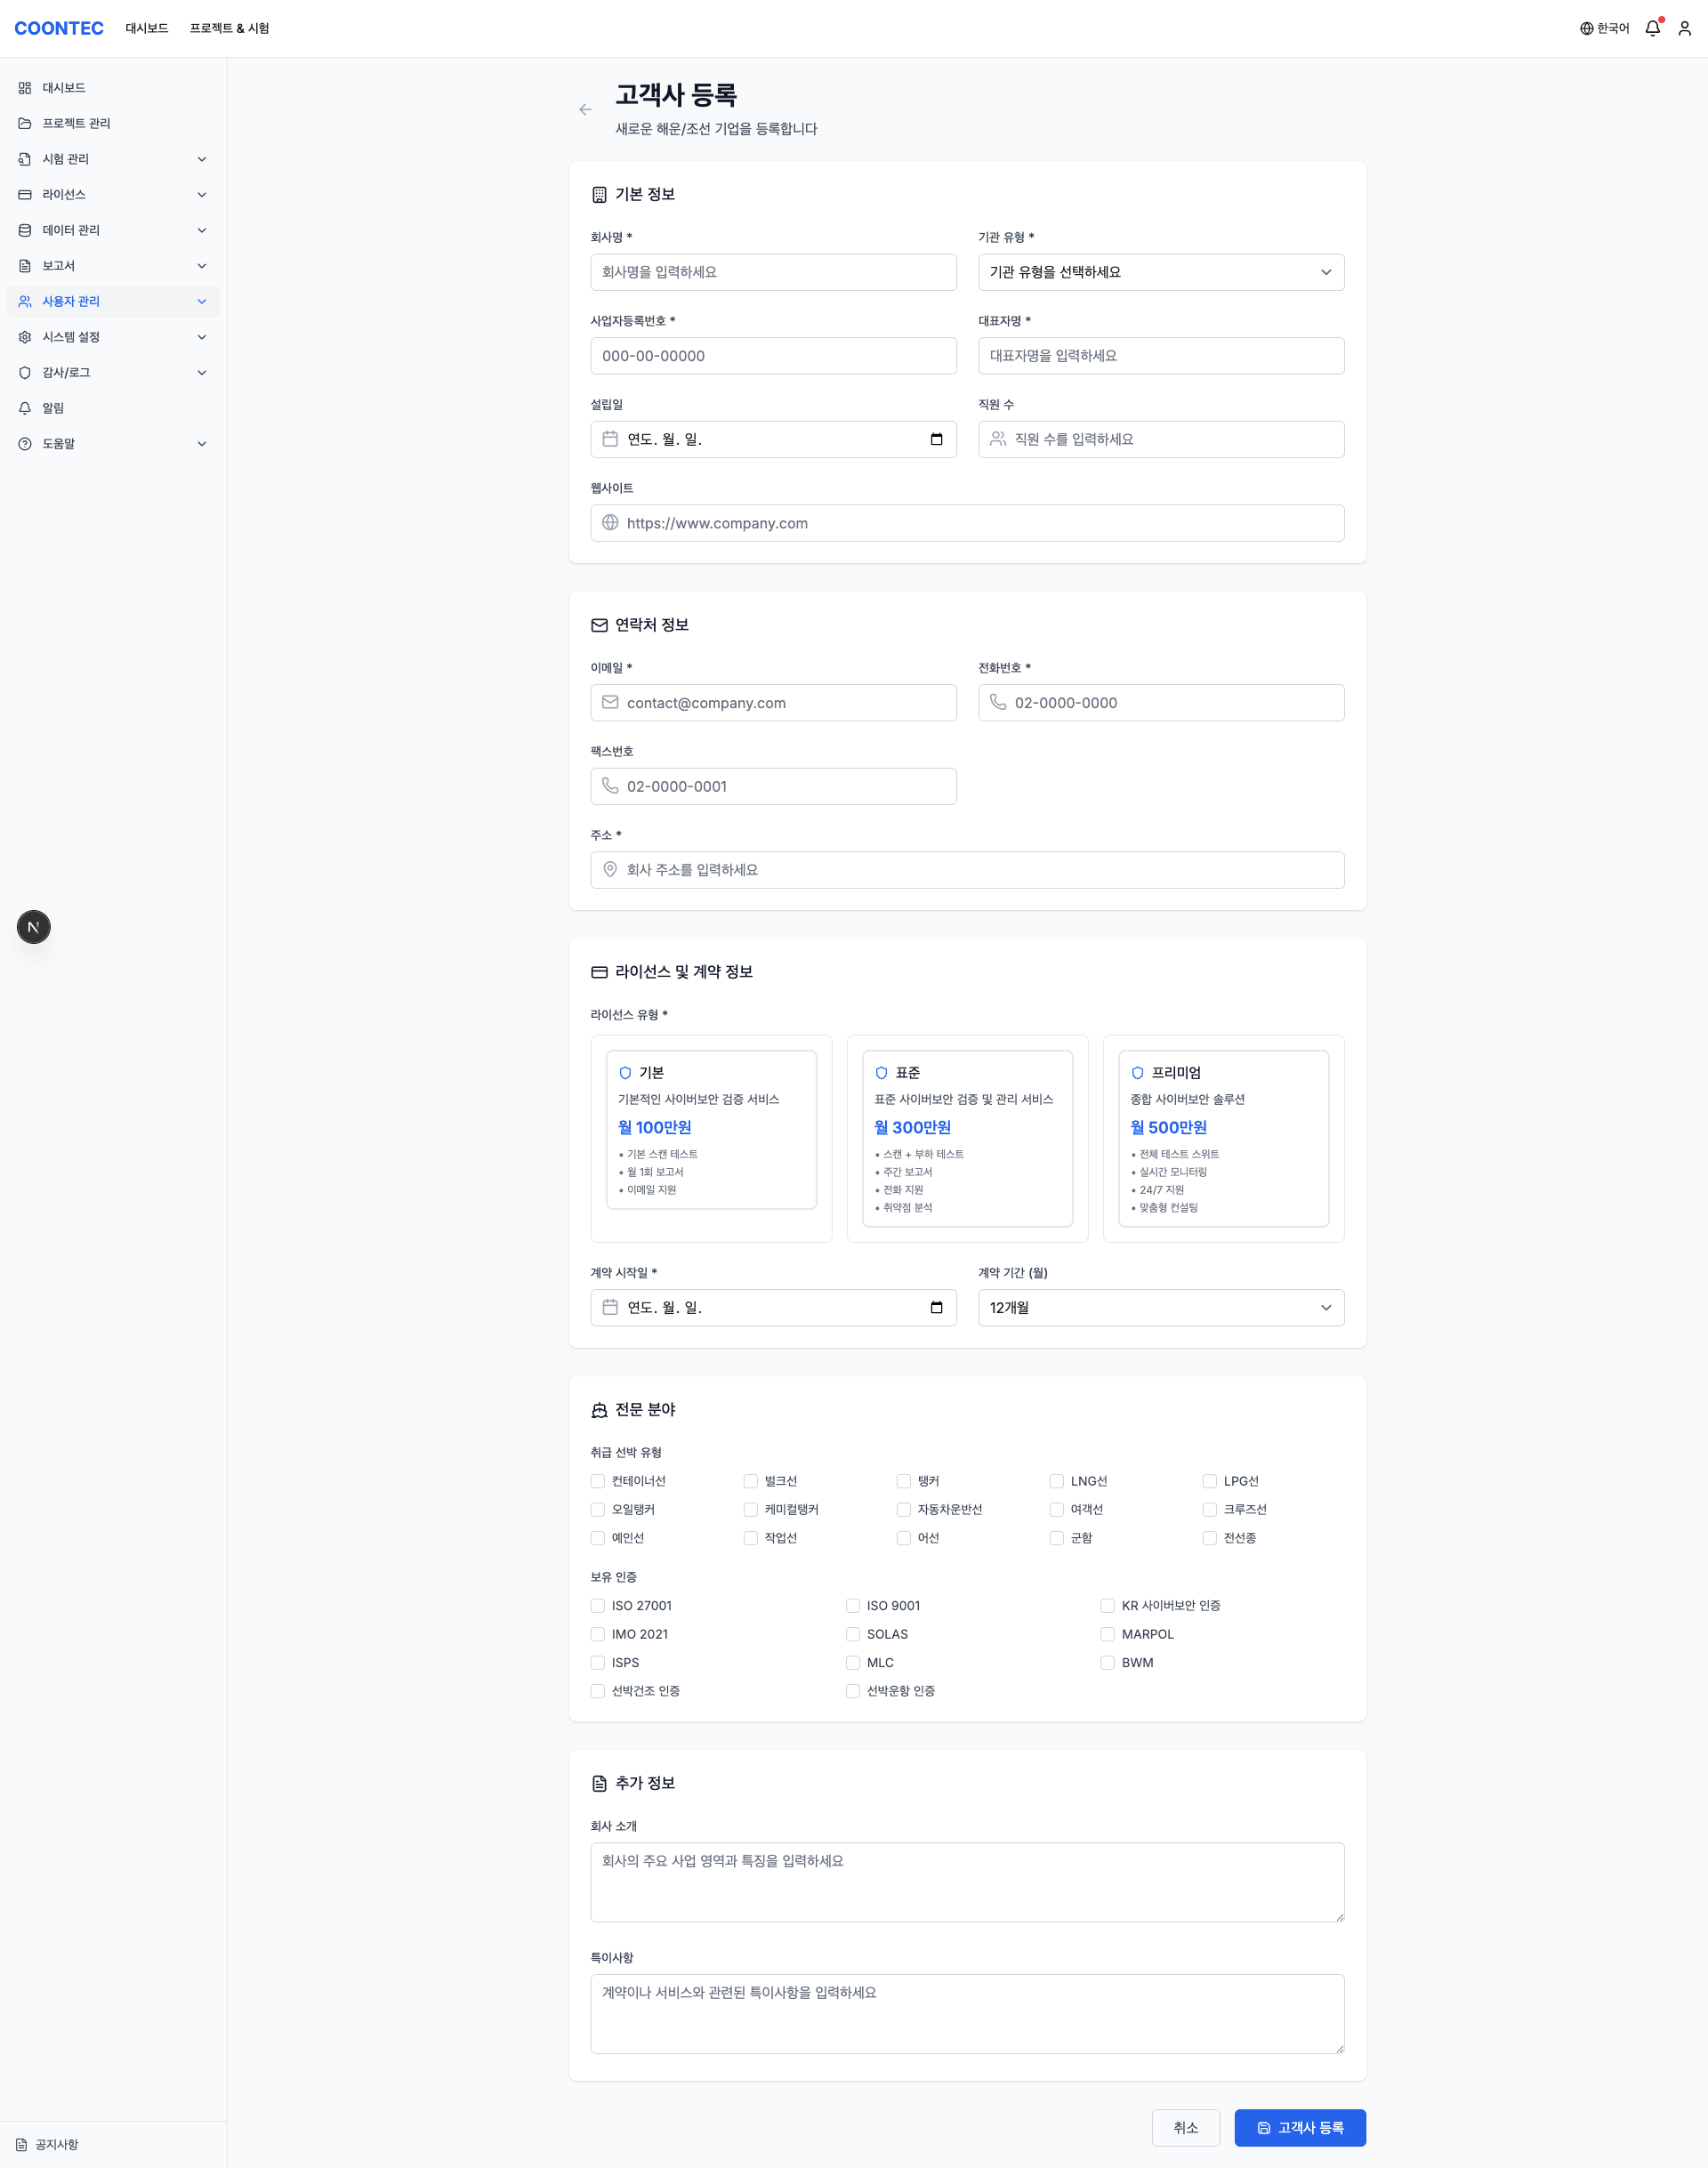 COONTEC 대시보드 프로젝트 & 시험 한국어
대시보드
프로젝트 관리
시험 관리
라이선스
데이터 관리
보고서
사용자 관리
시스템 설정
감사/로그
알림
도움말
N
공지사항
고객사 등록
새로운 해운/조선 기업을 등록합니다
기본 정보
회사명 * 기관 유형 *
회사명을 입력하세요 기관 유형을 선택하세요
사업자등록번호 * 대표자명 *
000-00-00000 대표자명을 입력하세요
설립일 직원 수
연도. 월. 일. 직원 수를 입력하세요
웹사이트
https://www.company.com
연락처 정보
이메일 * 전화번호 *
contact@company.com 02-0000-0000
팩스번호
02-0000-0001
주소 *
회사 주소를 입력하세요
라이선스 및 계약 정보
라이선스 유형 *
기본
기본적인 사이버보안 검증 서비스
월 100만원
• 기본 스캔 테스트
• 월 1회 보고서
• 이메일 지원
표준
표준 사이버보안 검증 및 관리 서비스
월 300만원
• 스캔 + 부하 테스트
• 주간 보고서
• 전화 지원
• 취약점 분석
프리미엄
종합 사이버보안 솔루션
월 500만원
• 전체 테스트 스위트
• 실시간 모니터링
• 24/7 지원
• 맞춤형 컨설팅
계약 시작일 * 계약 기간 (월)
연도. 월. 일. 12개월
전문 분야
취급 선박 유형
컨테이너선 벌크선 탱커 LNG선 LPG선
오일탱커 케미컬탱커 자동차운반선 여객선 크루즈선
예인선 작업선 어선 군함 전선종
보유 인증
ISO 27001 ISO 9001 KR 사이버보안 인증
IMO 2021 SOLAS MARPOL
ISPS MLC BWM
선박건조 인증 선박운항 인증
추가 정보
회사 소개
회사의 주요 사업 영역과 특징을 입력하세요
특이사항
계약이나 서비스와 관련된 특이사항을 입력하세요
취소 고객사 등록